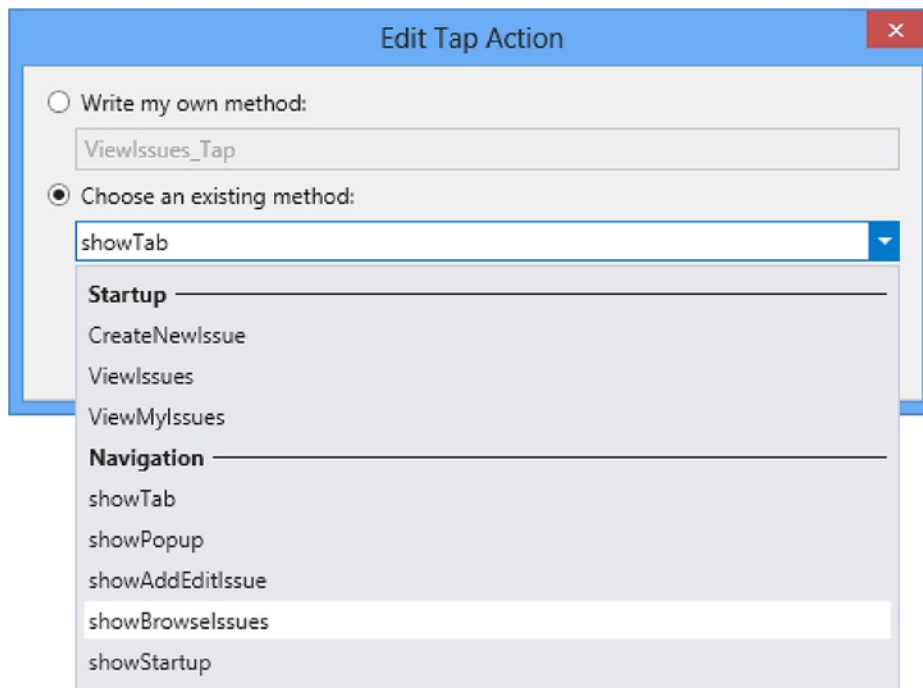 Edit Tap Action
Write my own method:
ViewIssues_Tap
Choose an existing method:
showTab
Startup
CreateNewIssue
ViewIssues
ViewMyIssues
Navigation
showTab
showPopup
showAddEditIssue
showBrowseIssues
showStartup